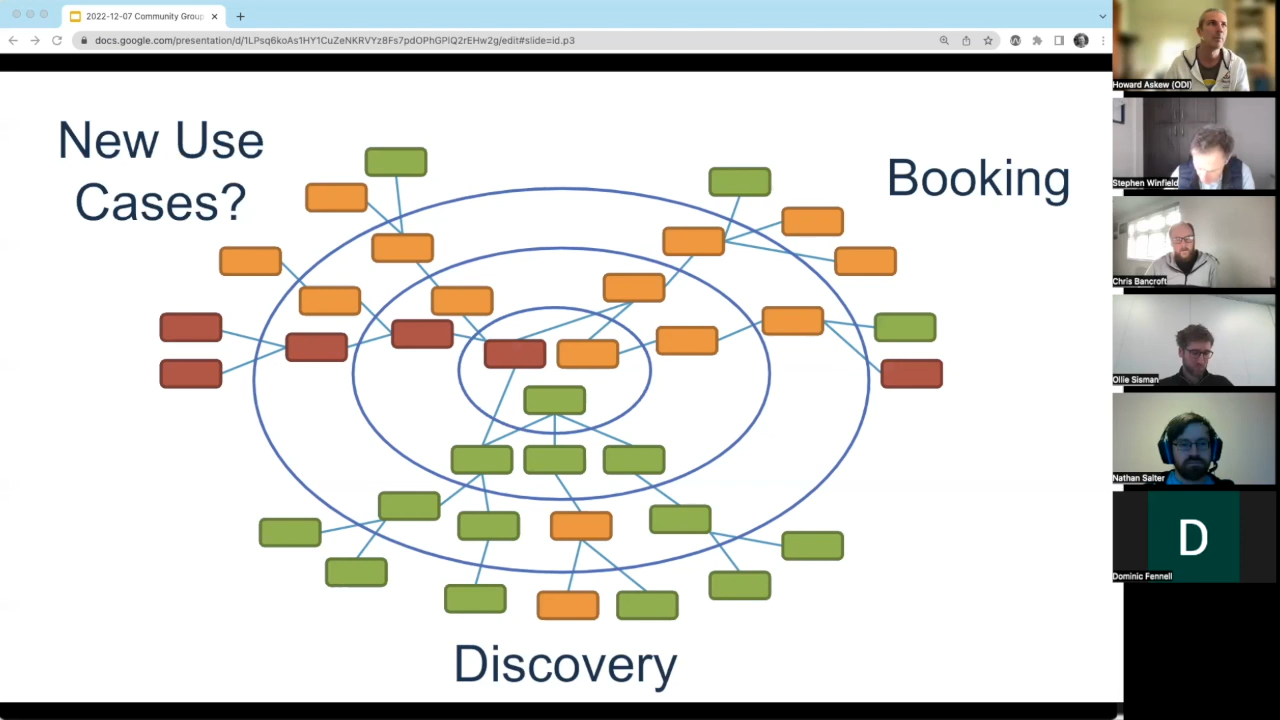 2022-12-07 Community Group
docs.google.com/presentation/d/1LPsq6koAs1HY1CuZeNKRVYz8Fs7pdOPhGPlQ2rEHw2g/edit#slide=id.p3
New Use
Cases?
Booking
Discovery
Howard Askew (ODI)
Stephen Winfield
Chris Bancroft
Ollie Sisman
Nathan Salter
D
Dominic Fennell